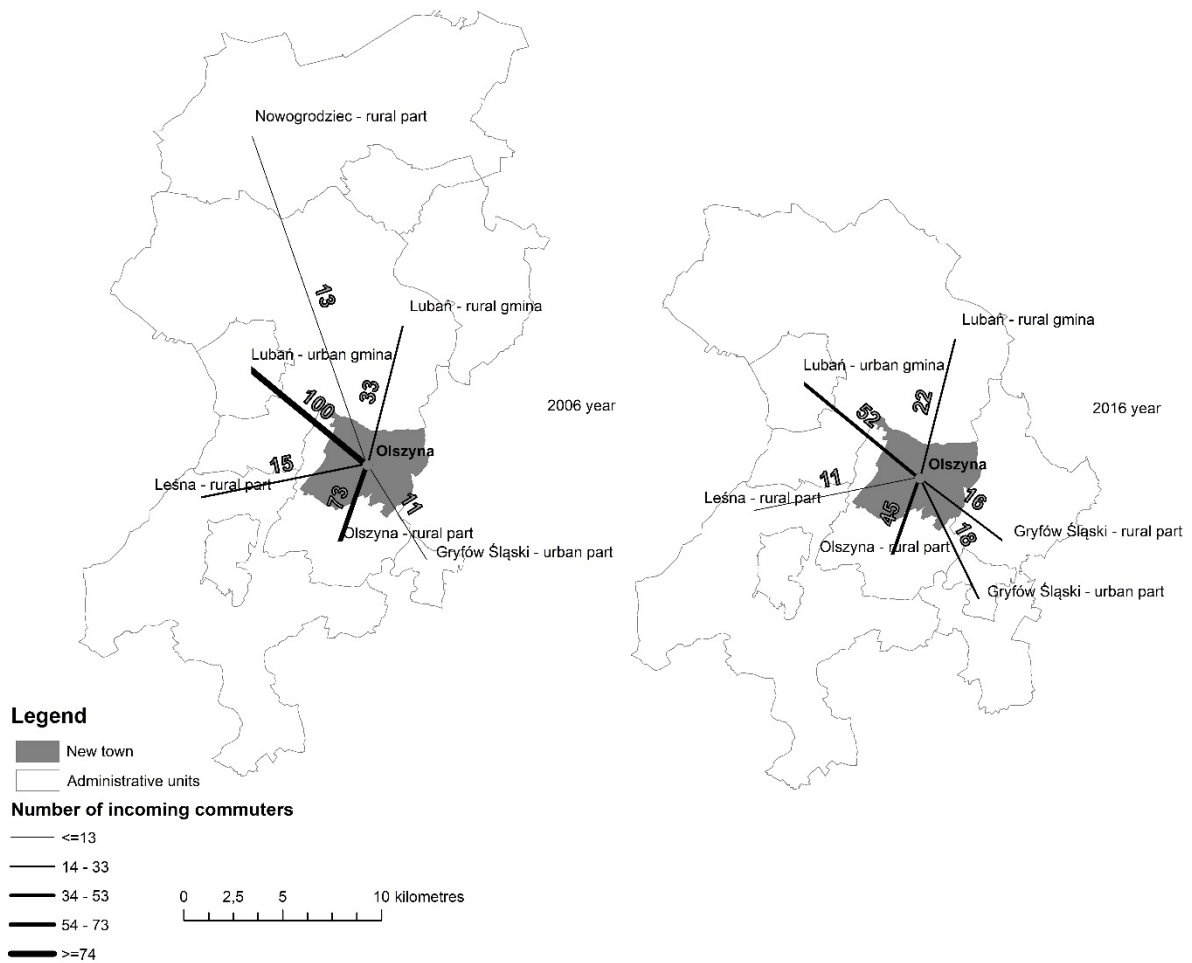 Nowogrodziec - rural part
13
Lubań - rural gmina
Lubań - urban gmina
33
100
2006 year
Olszyna
15
Leśna - rural part
73
11
Olszyna - rural part
Gryfów Śląski - urban part
Lubań - rural gmina
Lubań - urban gmina
22
52
2016 year
Olszyna
11
Leśna - rural part
16
45
18
Gryfów Śląski - rural part
Olszyna - rural part
Gryfów Śląski - urban part
Legend
New town
Administrative units
Number of incoming commuters
<=13
14 - 33
34 - 53
54 - 73
>=74
0 2,5 5 10 kilometres